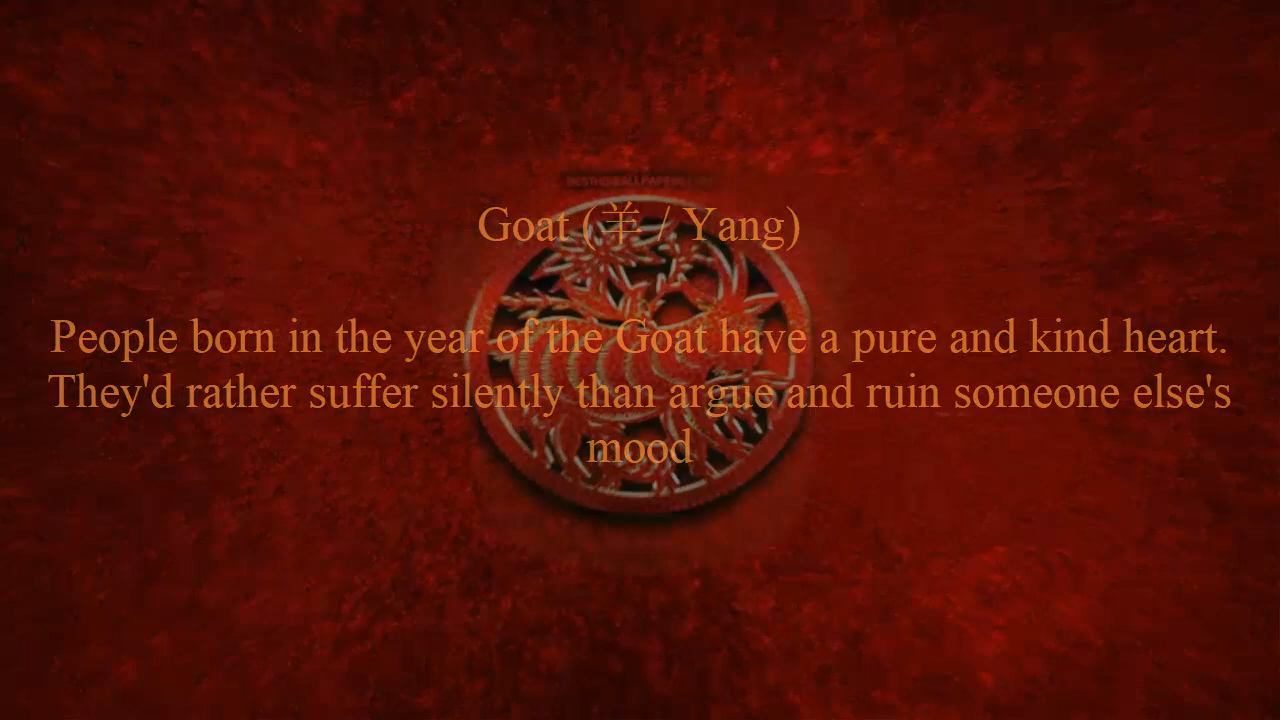 Goat (羊 / Yang)
People born in the year of the Goat have a pure and kind heart.
They'd rather suffer silently than argue and ruin someone else's
mood